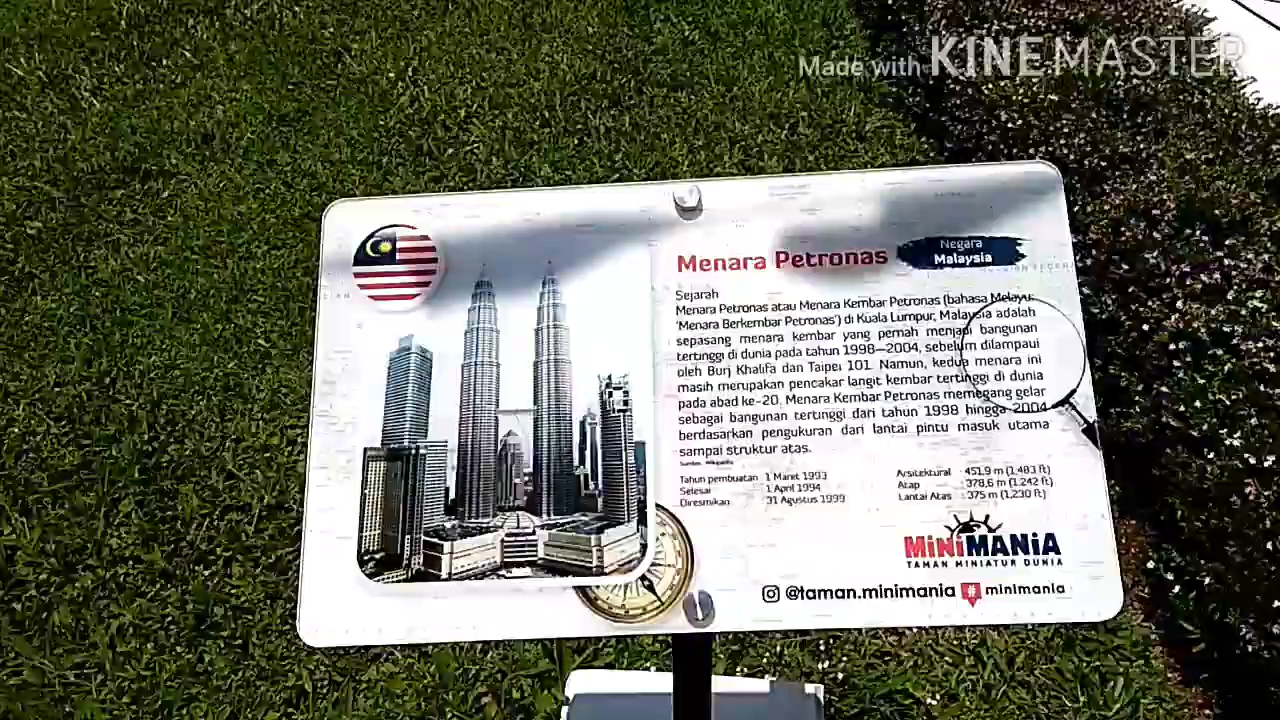 Made with KINEMASTER
Menara Petronas
Negara
Malaysia
Sejarah
Menara Petronas atau Menara Kembar Petronas (bahasa Melayu:
'Menara Berkembar Petronas') di Kuala Lumpur, Malaysia adalah
sepasang menara kembar yang pernah menjadi bangunan
tertinggi di dunia pada tahun 1998—2004, sebelum dilampaui
oleh Burj Khalifa dan Taipei 101. Namun, kedua menara ini
masih merupakan pencakar langit kembar tertinggi di dunia
pada abad ke-20. Menara Kembar Petronas memegang gelar
sebagai bangunan tertinggi dari tahun 1998 hingga 2004
berdasarkan pengukuran dari lantai pintu masuk utama
sampai struktur atas.
Sumber: Wikipedia
Tahun pembuatan 1 Maret 1993
Selesai : 1 April 1994
Diresmikan : 31 Agustus 1999
Arsitektural : 451,9 m (1,483 ft)
Atap : 378,6 m (1,242 ft)
Lantai Atas : 375 m (1,230 ft)
MiNiMANiA
TAMAN MINIATUR DUNIA
@taman.minimania # minimania